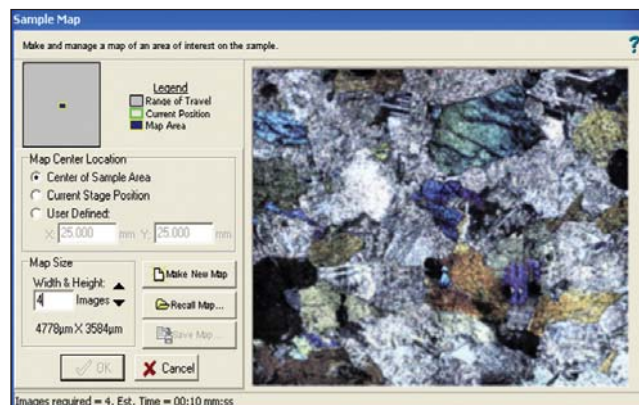 Sample Map
Make and manage a map of an area of interest on the sample.
?
Legend
Range of Travel
Current Position
Map Area
Map Center Location
Center of Sample Area
Current Stage Position
User Defined:
X: 25.000 mm Y: 25.000 mm
Map Size
Width & Height:
4 Images
4778µm X 3584µm
Make New Map
Recall Map...
Save Map...
OK
Cancel
Images required = 4, Est. Time = 00:10 mm:ss